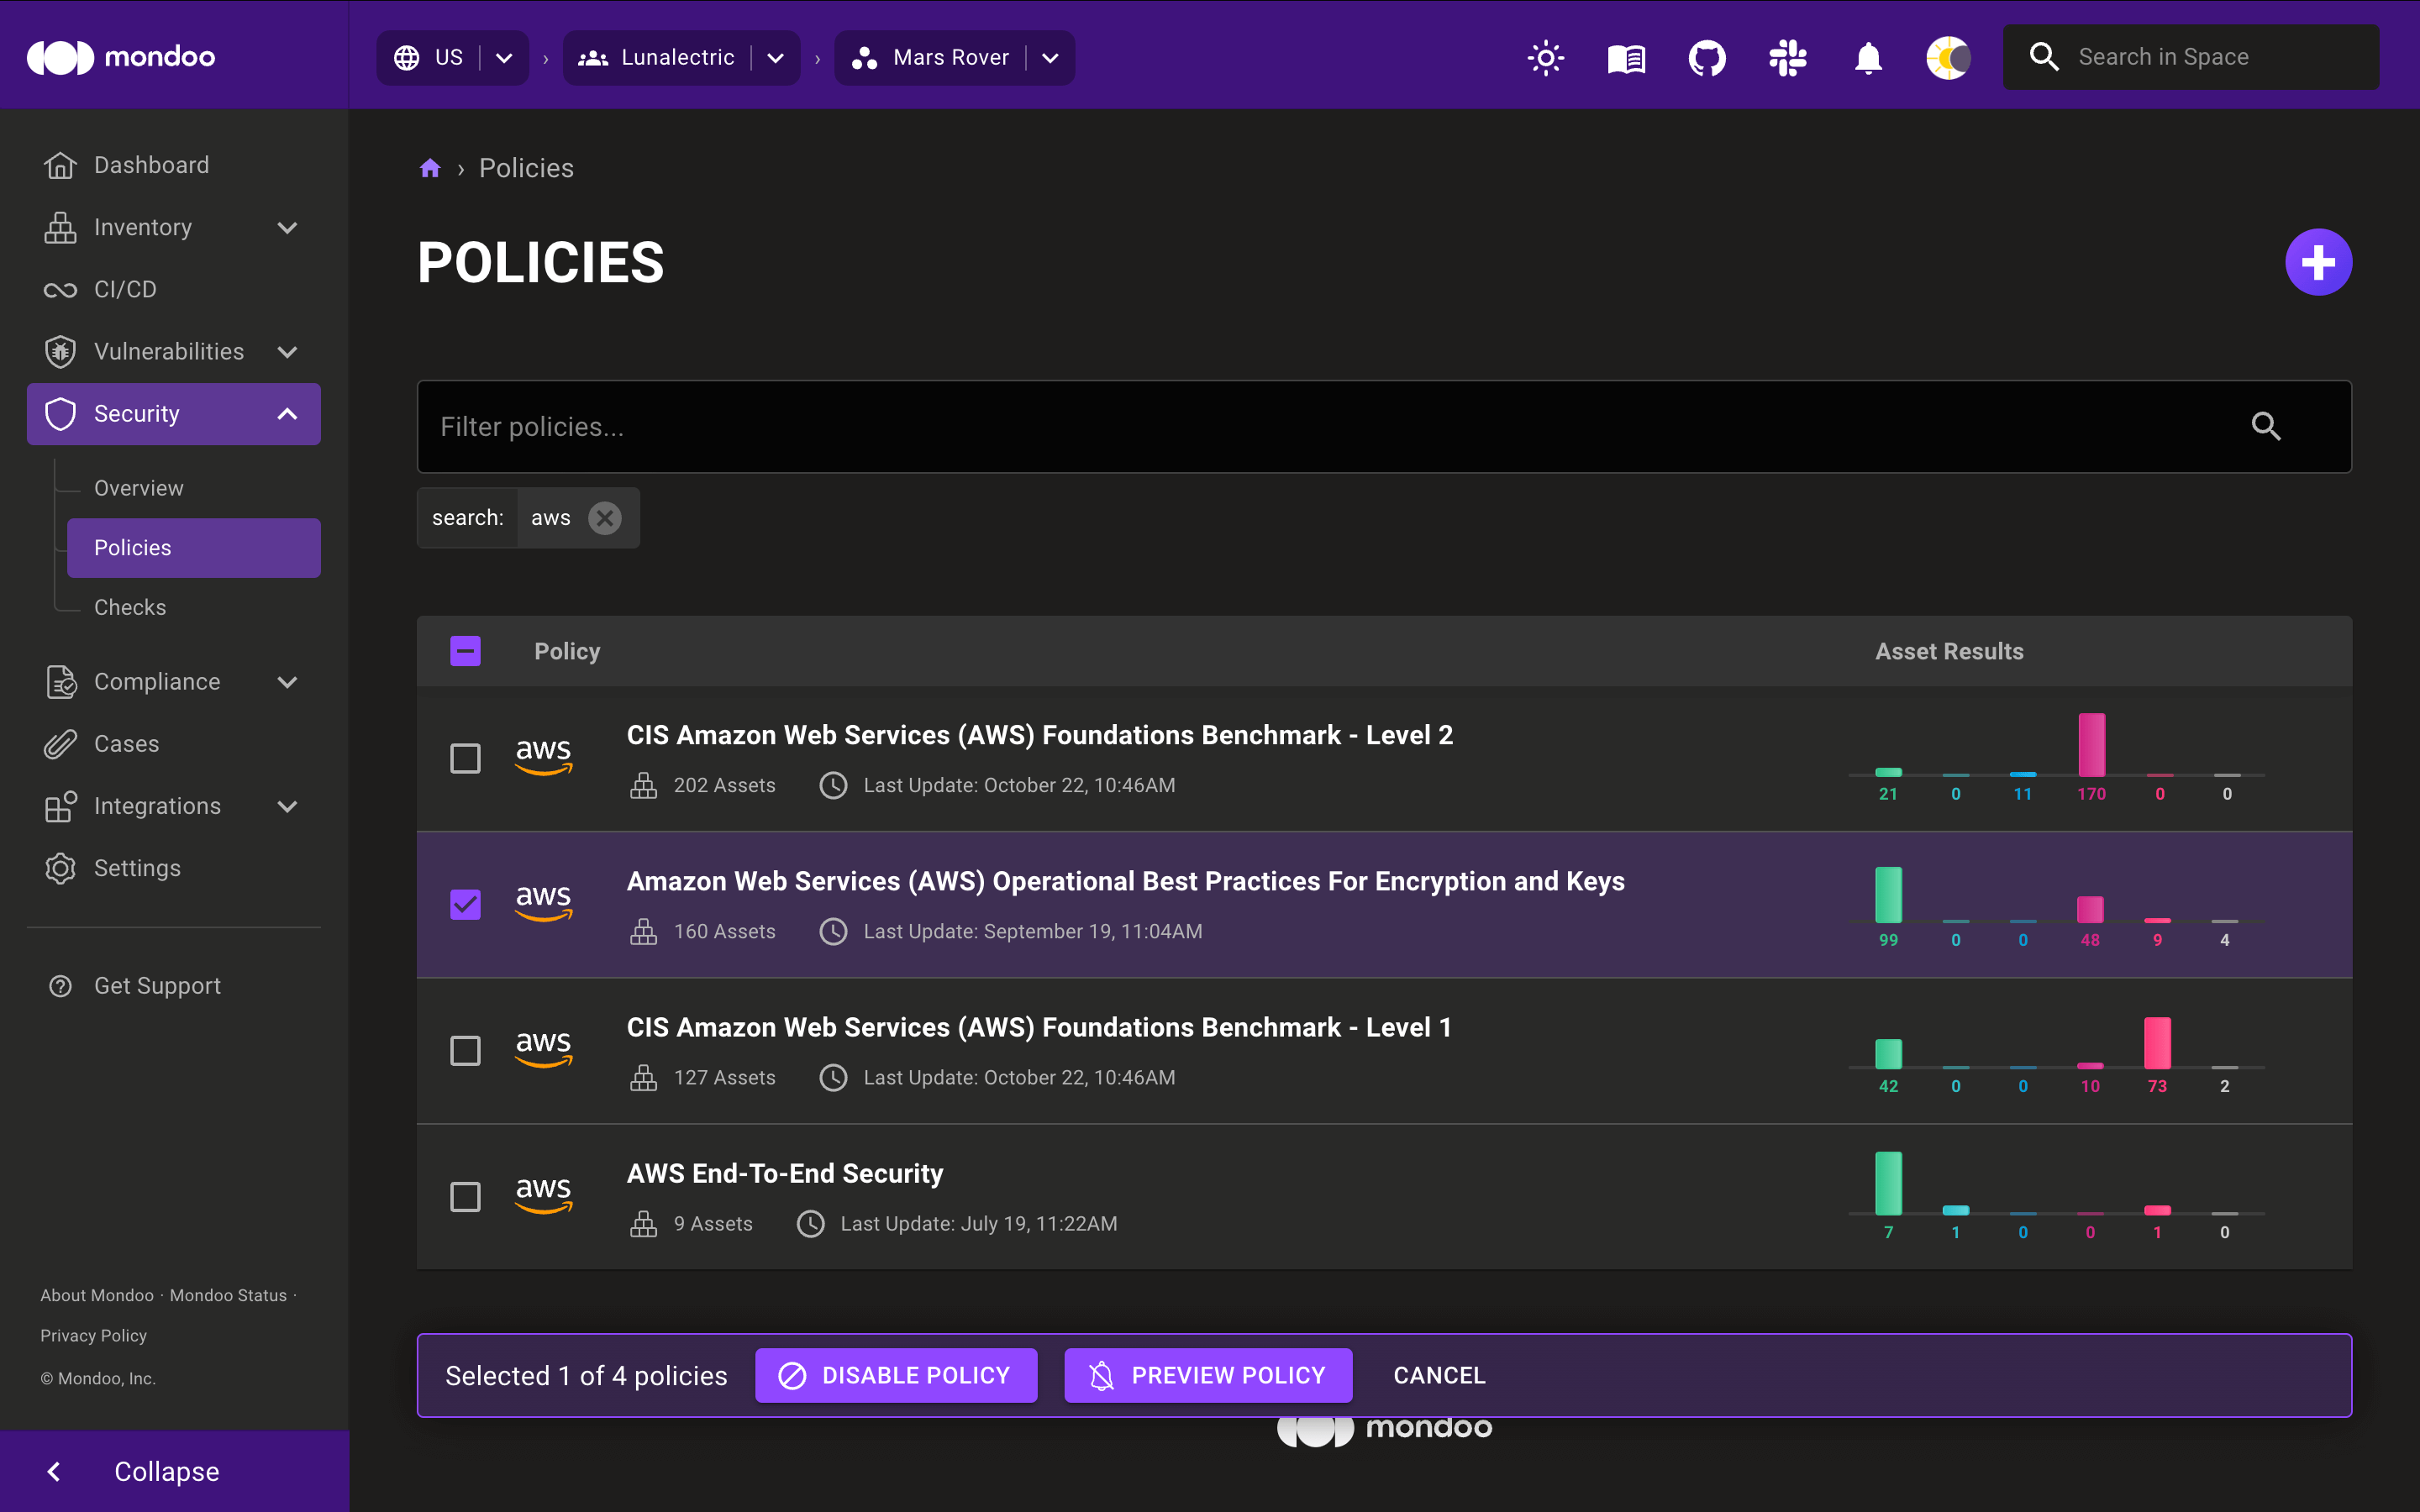 mondoo
US
Lunalectric
Mars Rover
Search in Space
Dashboard
Inventory
CI/CD
Vulnerabilities
Security
Overview
Policies
Checks
Compliance
Cases
Integrations
Settings
Get Support
About Mondoo · Mondoo Status ·
Privacy Policy
© Mondoo, Inc.
Collapse
› Policies
POLICIES
Filter policies...
search: aws
Policy Asset Results
aws
CIS Amazon Web Services (AWS) Foundations Benchmark - Level 2
202 Assets Last Update: October 22, 10:46AM
21 0 11 170 0 0
aws
Amazon Web Services (AWS) Operational Best Practices For Encryption and Keys
160 Assets Last Update: September 19, 11:04AM
99 0 0 48 9 4
aws
CIS Amazon Web Services (AWS) Foundations Benchmark - Level 1
127 Assets Last Update: October 22, 10:46AM
42 0 0 10 73 2
aws
AWS End-To-End Security
9 Assets Last Update: July 19, 11:22AM
7 1 0 0 1 0
Selected 1 of 4 policies DISABLE POLICY PREVIEW POLICY CANCEL
mondoo